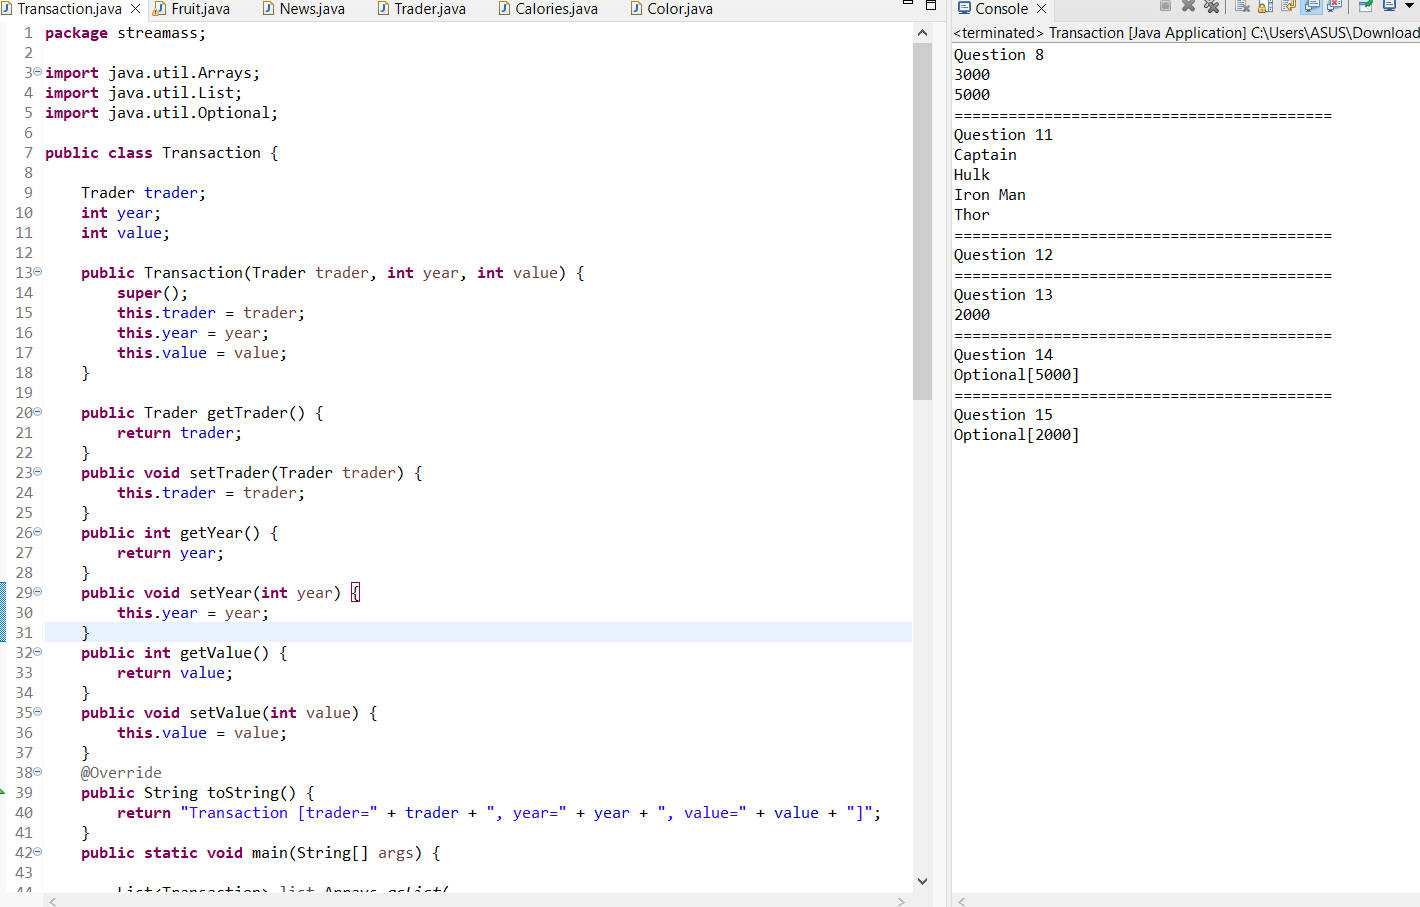 Transaction.java Fruit.java News.java Trader.java Calories.java Color.java
1 package streamass;
2
3 import java.util.Arrays;
4 import java.util.List;
5 import java.util.Optional;
6
7 public class Transaction {
8
9 Trader trader;
10 int year;
11 int value;
12
13 public Transaction(Trader trader, int year, int value) {
14 super();
15 this.trader = trader;
16 this.year = year;
17 this.value = value;
18 }
19
20 public Trader getTrader() {
21 return trader;
22 }
23 public void setTrader(Trader trader) {
24 this.trader = trader;
25 }
26 public int getYear() {
27 return year;
28 }
29 public void setYear(int year) {
30 this.year = year;
31 }
32 public int getValue() {
33 return value;
34 }
35 public void setValue(int value) {
36 this.value = value;
37 }
38 @Override
39 public String toString() {
40 return "Transaction [trader=" + trader + ", year=" + year + ", value=" + value + "]";
41 }
42 public static void main(String[] args) {
43
44 List<Transaction> list Arrays.asList(
Console
<terminated> Transaction [Java Application] C:\Users\ASUS\Download
Question 8
3000
5000
==========================================
Question 11
Captain
Hulk
Iron Man
Thor
==========================================
Question 12
==========================================
Question 13
2000
==========================================
Question 14
Optional[5000]
==========================================
Question 15
Optional[2000]